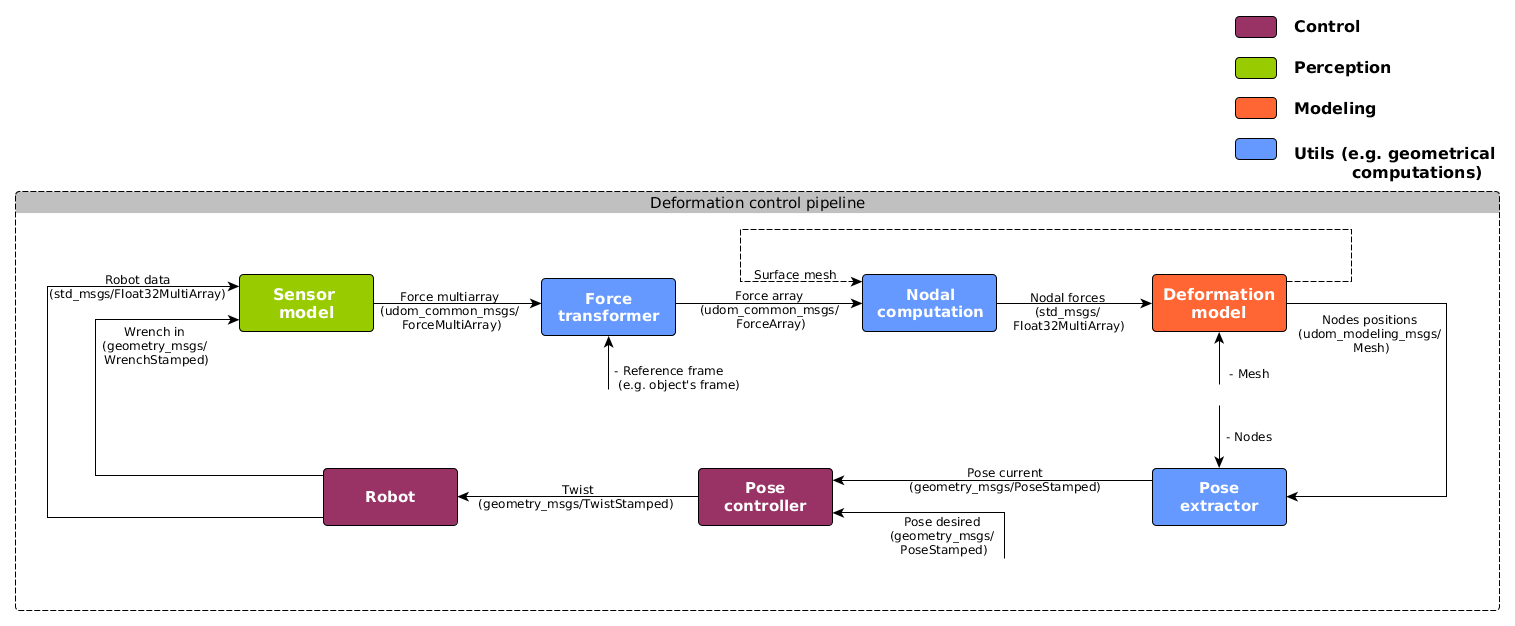 Control
Perception
Modeling
Utils (e.g. geometrical
computations)
Deformation control pipeline
Robot data
(std_msgs/Float32MultiArray)
Wrench in
(geometry_msgs/
WrenchStamped)
Sensor
model
Force multiarray
(udom_common_msgs/
ForceMultiArray)
Force
transformer
- Reference frame
(e.g. object's frame)
Force array
(udom_common_msgs/
ForceArray)
Surface mesh
Nodal
computation
Nodal forces
(std_msgs/
Float32MultiArray)
Deformation
model
Nodes positions
(udom_modeling_msgs/
Mesh)
- Mesh
- Nodes
Robot
Twist
(geometry_msgs/TwistStamped)
Pose
controller
Pose current
(geometry_msgs/PoseStamped)
Pose desired
(geometry_msgs/
PoseStamped)
Pose
extractor